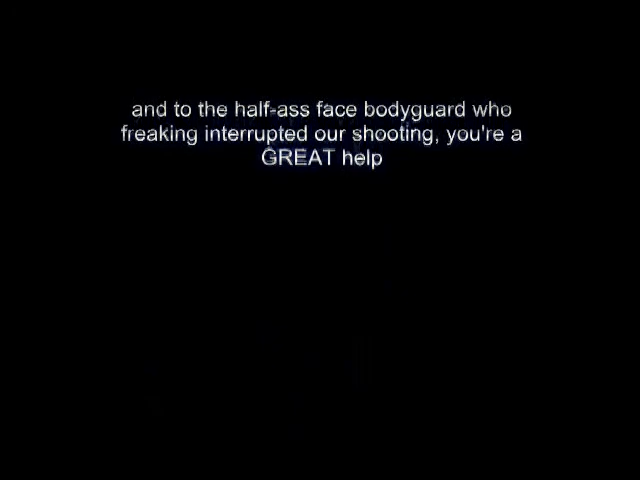 and to the half-ass face bodyguard who
freaking interrupted our shooting, you're a
GREAT help